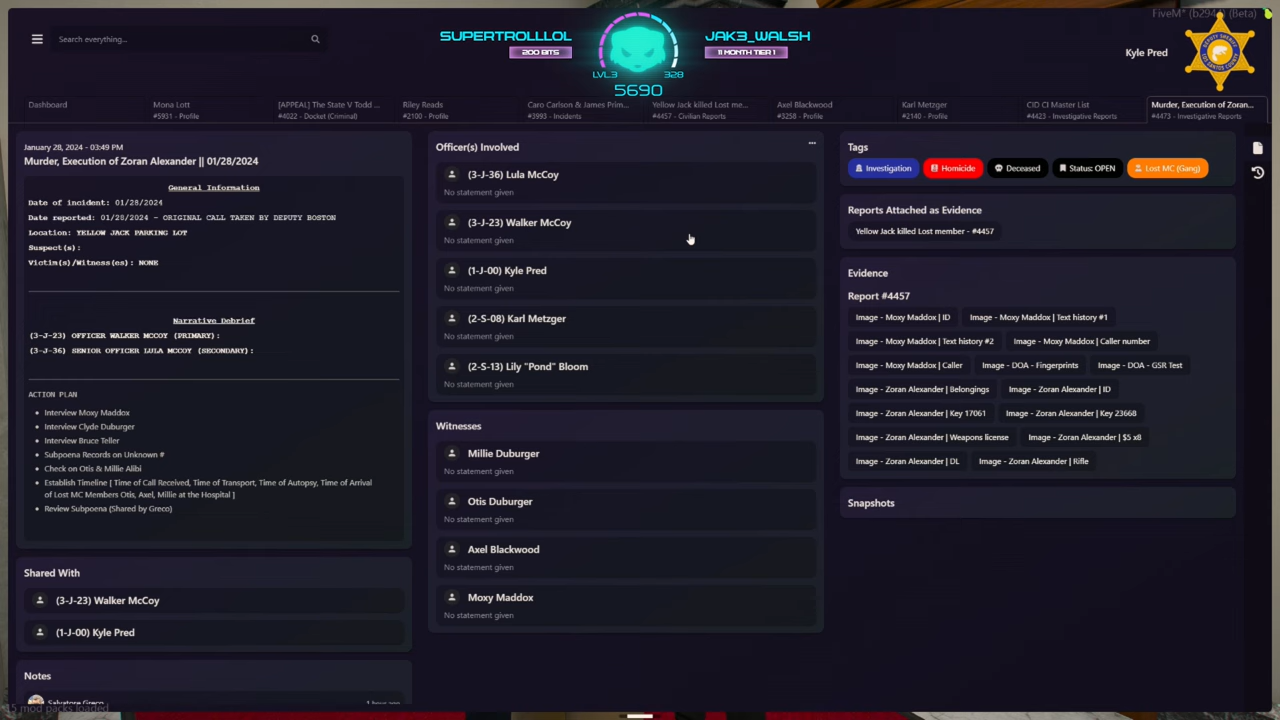 FiveM* (b294 (Beta)
Search everything...
SUPERTROLLLOL
200 BITS
LVL3
328
5690
JAK3_WALSH
11 MONTH TIER 1
Kyle Pred
Dashboard
Mona Lott
#5931 - Profile
[APPEAL] The State V Todd ...
#4022 - Docket (Criminal)
Riley Reads
#2100 - Profile
Caro Carlson & James Prim...
#3993 - Incidents
Yellow Jack killed Lost me...
#4457 - Civilian Reports
Axel Blackwood
#3258 - Profile
Karl Metzger
#2140 - Profile
CID CI Master List
#4423 - Investigative Reports
Murder, Execution of Zoran...
#4473 - Investigative Reports
January 28, 2024 - 03:49 PM
Murder, Execution of Zoran Alexander || 01/28/2024
General Information
Date of incident: 01/28/2024
Date reported: 01/28/2024 - ORIGINAL CALL TAKEN BY DEPUTY BOSTON
Location: YELLOW JACK PARKING LOT
Suspect(s):
Victim(s)/Witness(es): NONE
Narrative Debrief
(3-J-23) OFFICER WALKER MCCOY (PRIMARY):
(3-J-36) SENIOR OFFICER LULA MCCOY (SECONDARY):
ACTION PLAN
Interview Moxy Maddox
Interview Clyde Duburger
Interview Bruce Teller
Subpoena Records on Unknown #
Check on Otis & Millie Alibi
Establish Timeline [ Time of Call Received, Time of Transport, Time of Autopsy, Time of Arrival
of Lost MC Members Otis, Axel, Millie at the Hospital ]
Review Subpoena (Shared by Greco)
Shared With
(3-J-23) Walker McCoy
(1-J-00) Kyle Pred
Notes
Salvatore Greco
1 hour ago
15 mod packs loaded
Officer(s) Involved
(3-J-36) Lula McCoy
No statement given
(3-J-23) Walker McCoy
No statement given
(1-J-00) Kyle Pred
No statement given
(2-S-08) Karl Metzger
No statement given
(2-S-13) Lily "Pond" Bloom
No statement given
Witnesses
Millie Duburger
No statement given
Otis Duburger
No statement given
Axel Blackwood
No statement given
Moxy Maddox
No statement given
Tags
Investigation
Homicide
Deceased
Status: OPEN
Lost MC (Gang)
Reports Attached as Evidence
Yellow Jack killed Lost member - #4457
Evidence
Report #4457
Image - Moxy Maddox | ID
Image - Moxy Maddox | Text history #1
Image - Moxy Maddox | Text history #2
Image - Moxy Maddox | Caller number
Image - Moxy Maddox | Caller
Image - DOA - Fingerprints
Image - DOA - GSR Test
Image - Zoran Alexander | Belongings
Image - Zoran Alexander | ID
Image - Zoran Alexander | Key 17061
Image - Zoran Alexander | Key 23668
Image - Zoran Alexander | Weapons license
Image - Zoran Alexander | $5 x8
Image - Zoran Alexander | DL
Image - Zoran Alexander | Rifle
Snapshots